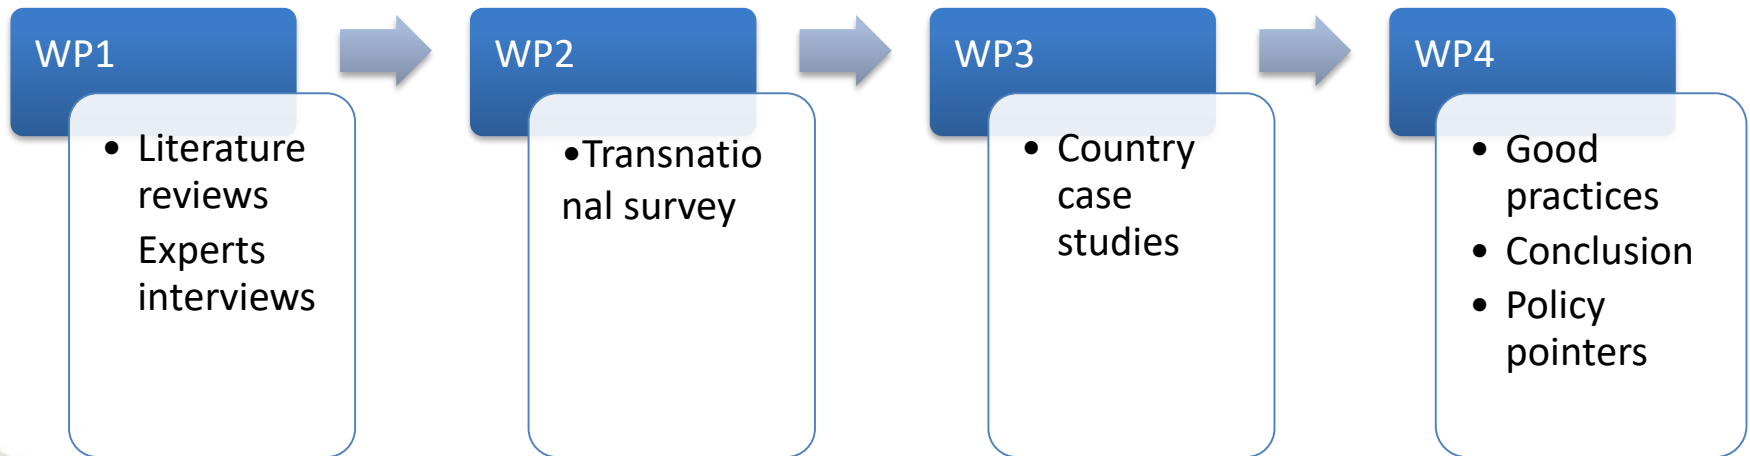 WP1
• Literature
reviews
Experts
interviews
WP2
•Transnatio
nal survey
WP3
• Country
case
studies
WP4
• Good
practices
• Conclusion
• Policy
pointers